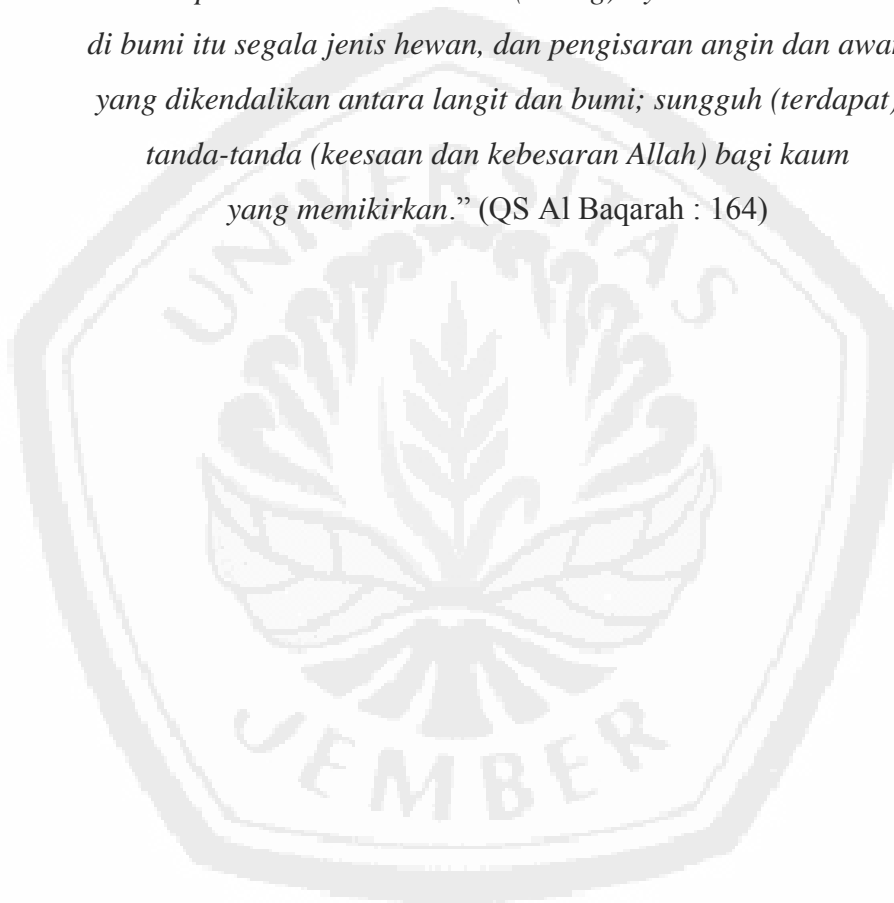 di bumi itu segala jenis hewan, dan pengisaran angin dan awan
yang dikendalikan antara langit dan bumi; sungguh (terdapat)
tanda-tanda (keesaan dan kebesaran Allah) bagi kaum
yang memikirkan.” (QS Al Baqarah : 164)
UNIVERSITAS
JEMBER